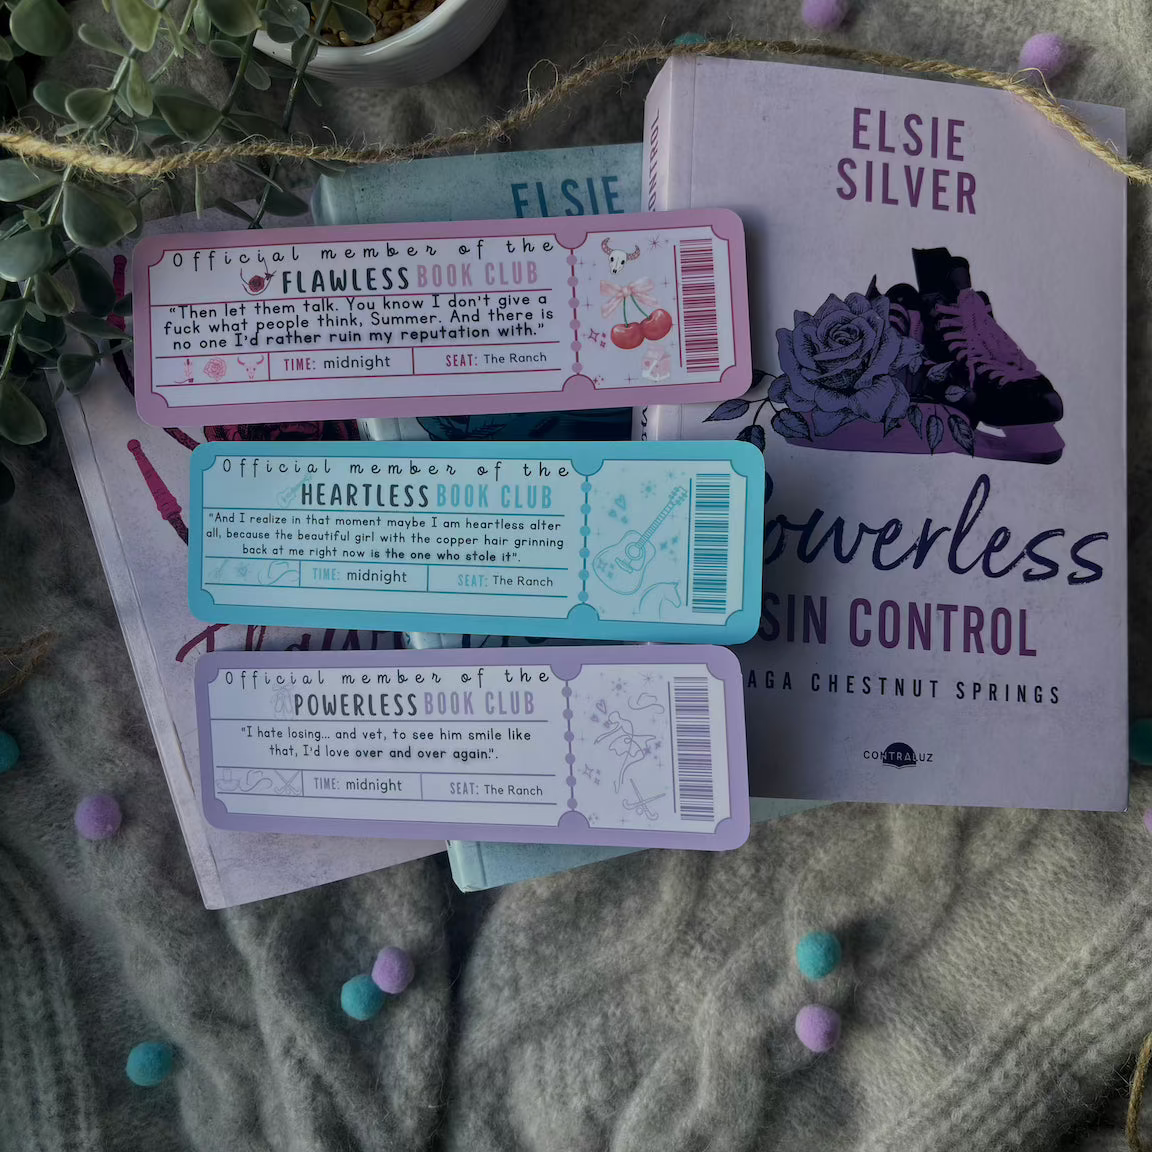 ELSIE
SILVER
ELSIE
Official member of the
FLAWLESS BOOK CLUB
"Then let them talk. You know I don't give a
fuck what people think, Summer. And there is
no one I'd rather ruin my reputation with."
TIME: midnight
SEAT: The Ranch
Official member of the
HEARTLESS BOOK CLUB
"And I realize in that moment maybe I am heartless alter
all, because the beautiful girl with the copper hair grinning
back at me right now is the one who stole it".
TIME: midnight
SEAT: The Ranch
Official member of the
POWERLESS BOOK CLUB
"I hate losing... and vet, to see him smile like
that, I'd love over and over again.".
TIME: midnight
SEAT: The Ranch
Powerless
SIN CONTROL
SAGA CHESTNUT SPRINGS
CONTRALUZ